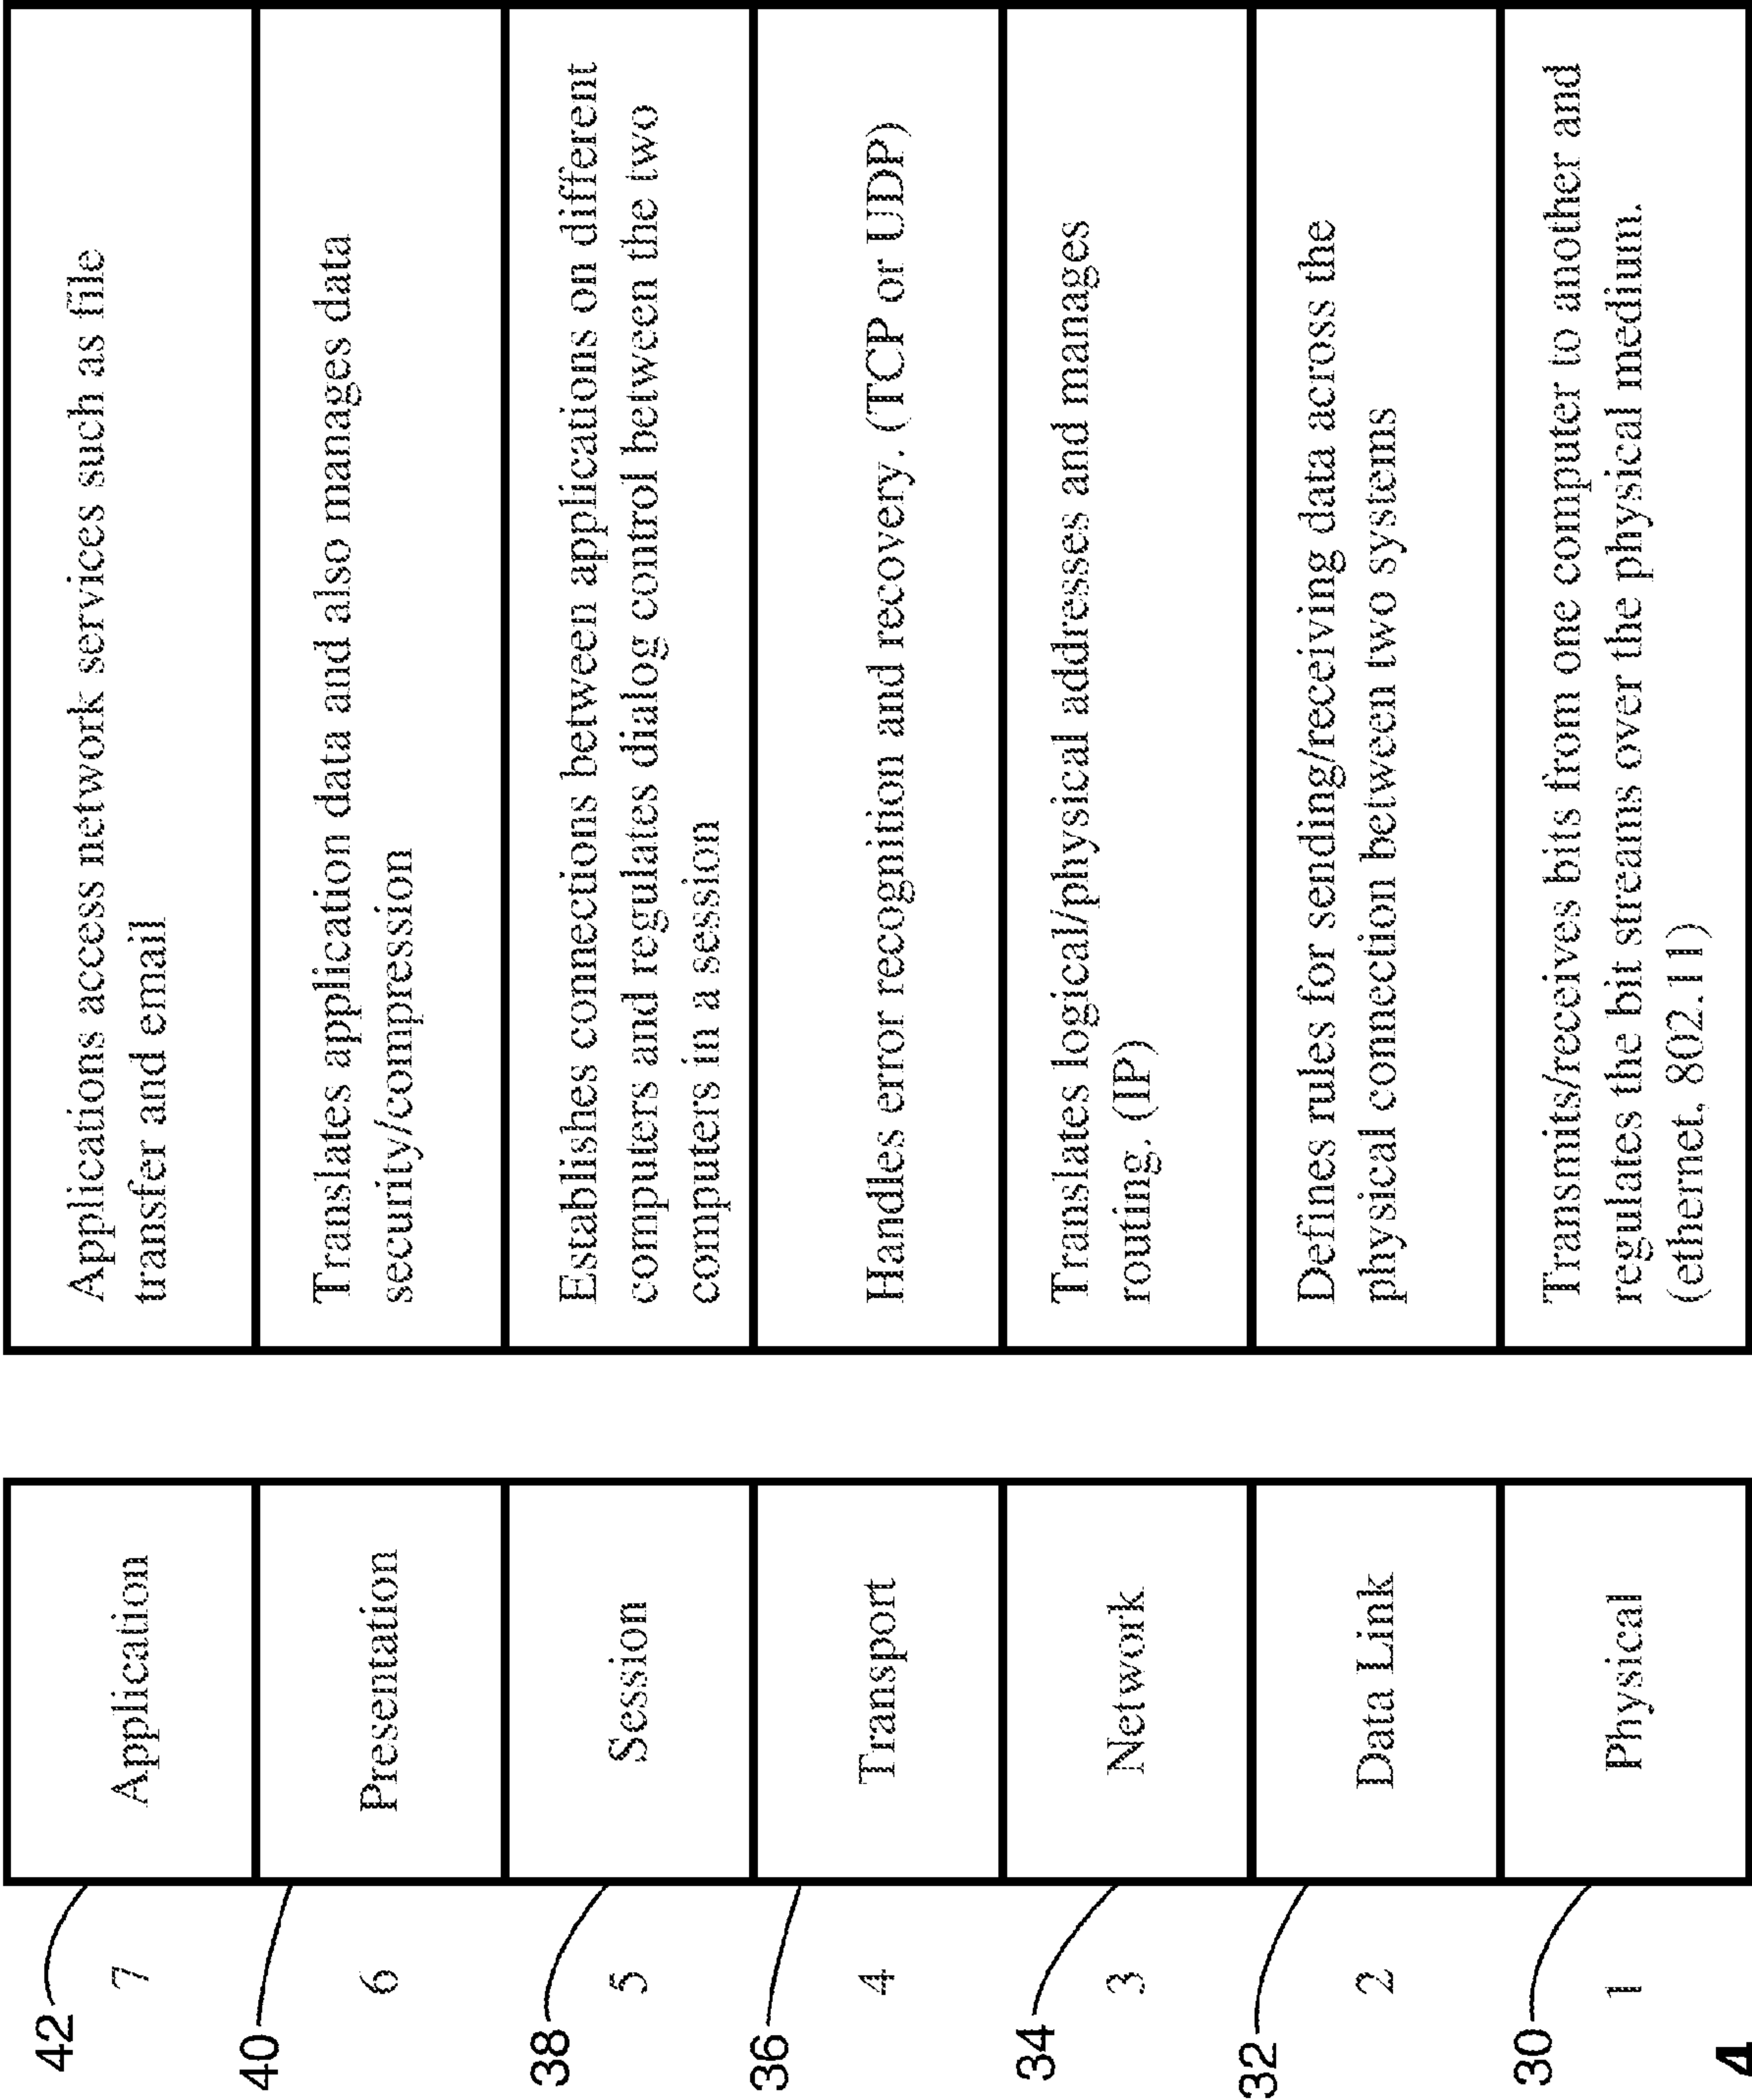 42
7
Application
Applications access network services such as file
transfer and email
40
6
Presentation
Translates application data and also manages data
security/compression
38
5
Session
Establishes connections between applications on different
computers and regulates dialog control between the two
computers in a session
36
4
Transport
Handles error recognition and recovery. (TCP or UDP)
34
3
Network
Translates logical/physical addresses and manages
routing. (IP)
32
2
Data Link
Defines rules for sending/receiving data across the
physical connection between two systems
30
1
Physical
Transmits/receives bits from one computer to another and
regulates the bit streams over the physical medium.
(ethernet, 802.11)
4